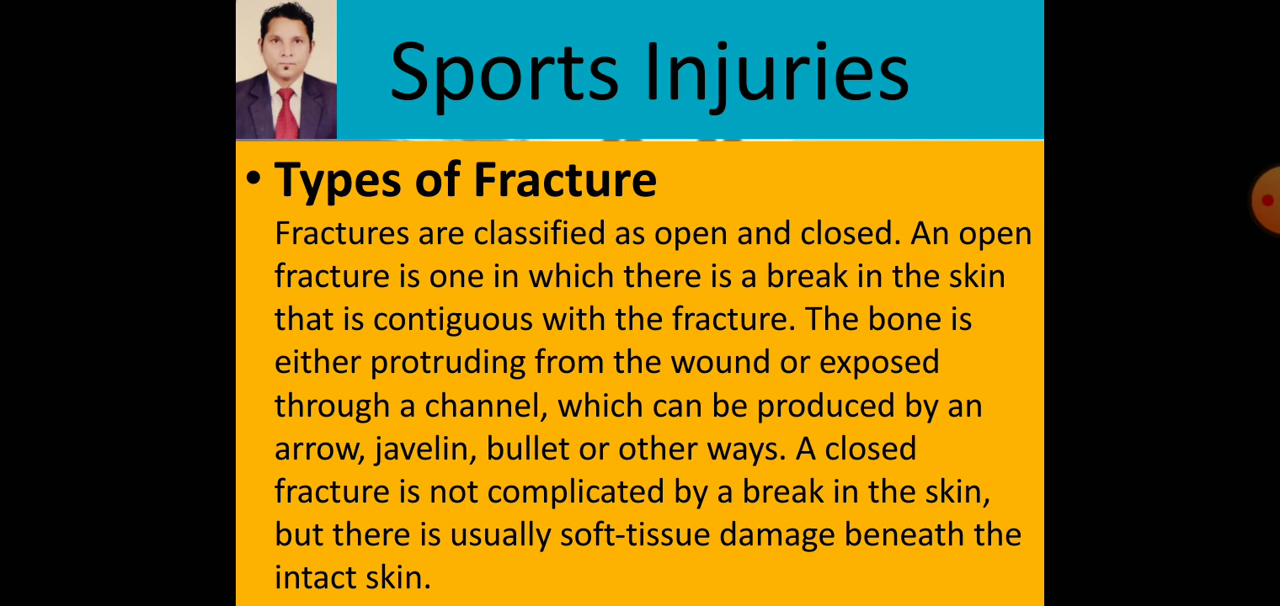 Sports Injuries
• Types of Fracture
Fractures are classified as open and closed. An open
fracture is one in which there is a break in the skin
that is contiguous with the fracture. The bone is
either protruding from the wound or exposed
through a channel, which can be produced by an
arrow, javelin, bullet or other ways. A closed
fracture is not complicated by a break in the skin,
but there is usually soft-tissue damage beneath the
intact skin.